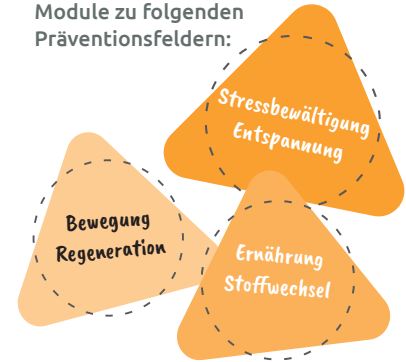 Module zu folgenden
Präventionsfeldern:
Stressbewältigung
Entspannung
Bewegung
Regeneration
Ernährung
Stoffwechsel